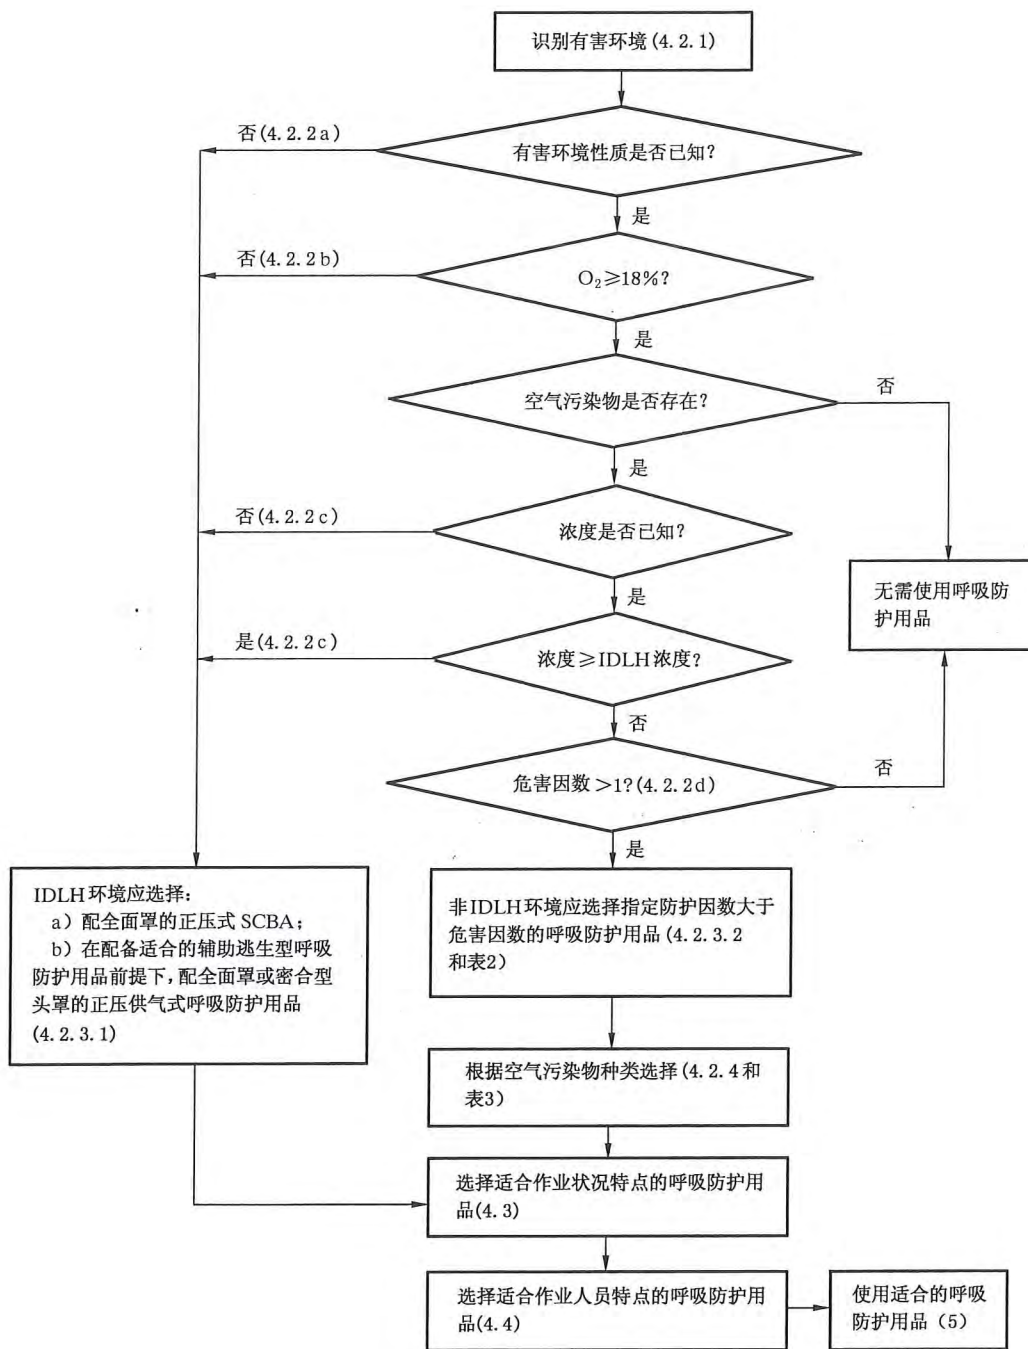 识别有害环境(4.2.1)
否(4.2.2a)
有害环境性质是否已知?
是
否(4.2.2b)
O₂≥18%?
是
空气污染物是否存在?
否
是
否(4.2.2c)
浓度是否已知?
是
无需使用呼吸防
护用品
是(4.2.2c)
浓度≥IDLH浓度?
否
危害因数>1?(4.2.2d)
否
是
IDLH环境应选择:
a)配全面罩的正压式SCBA;
b)在配备适合的辅助逃生型呼吸
防护用品前提下,配全面罩或密合型
头罩的正压供气式呼吸防护用品
(4.2.3.1)
非IDLH环境应选择指定防护因数大于
危害因数的呼吸防护用品(4.2.3.2
和表2)
根据空气污染物种类选择(4.2.4和
表3)
选择适合作业状况特点的呼吸防护用
品(4.3)
选择适合作业人员特点的呼吸防护用
品(4.4)
使用适合的呼吸
防护用品(5)